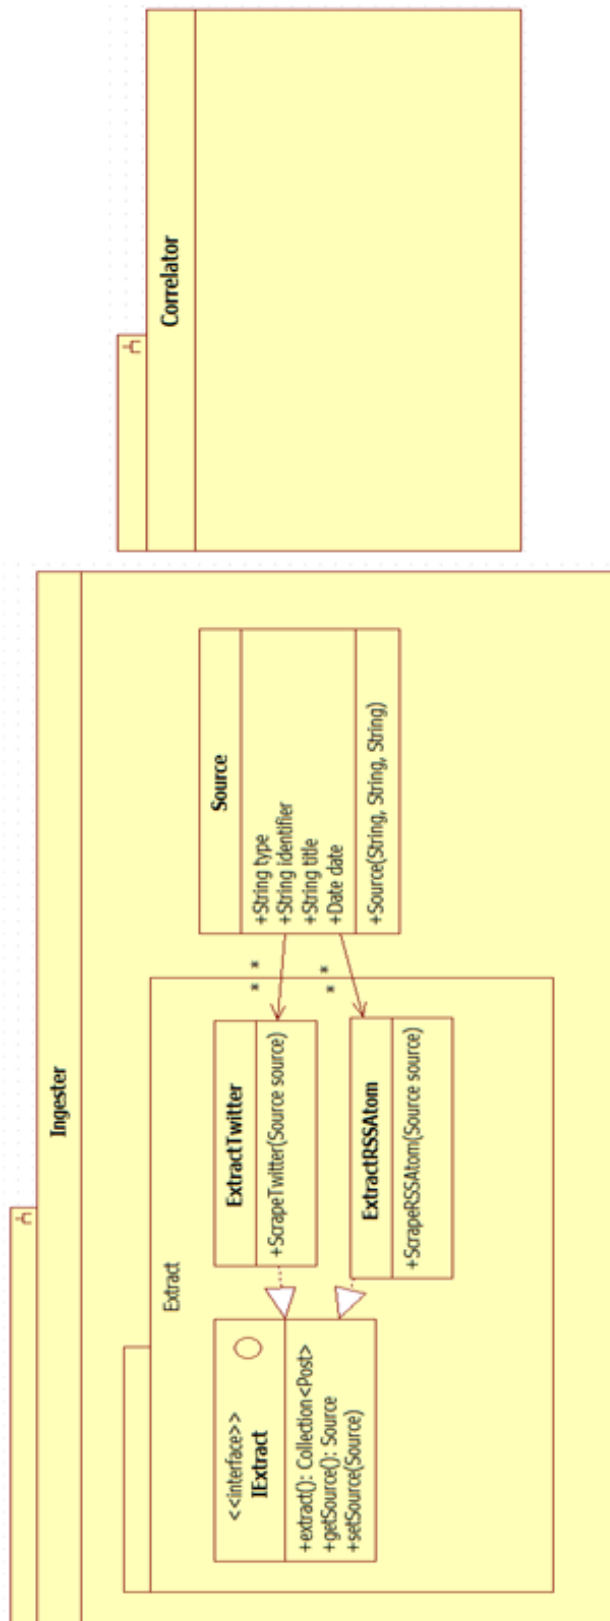 Ingester
Extract
<<interface>>
IExtract
+extract(): Collection<Post>
+getSource(): Source
+setSource(Source)
ExtractTwitter
+ScrapeTwitter(Source source)
ExtractRSSAtom
+ScrapeRSSAtom(Source source)
* *
* *
Source
+String type
+String identifier
+String title
+Date date
+Source(String, String, String)
Correlator